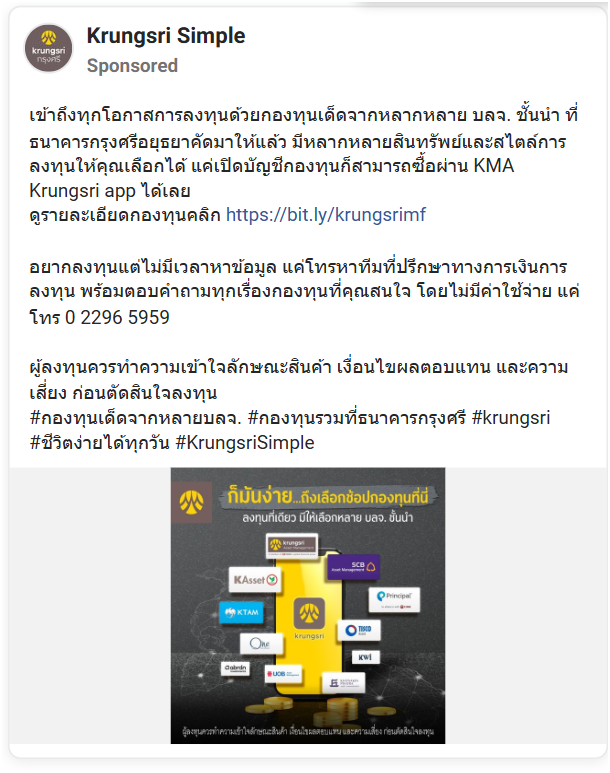 Krungsri Simple
Sponsored
krungsri
กรุงศรี
เข้าถึงทุกโอกาสการลงทุนด้วยกองทุนเด็ดจากหลากหลาย บลจ. ชั้นนำ ที่
ธนาคารกรุงศรีอยุธยาคัดมาให้แล้ว มีหลากหลายสินทรัพย์และสไตล์การ
ลงทุนให้คุณเลือกได้ แค่เปิดบัญชีกองทุนก็สามารถซื้อผ่าน KMA
Krungsri app ได้เลย
ดูรายละเอียดกองทุนคลิก https://bit.ly/krungsrimf
อยากลงทุนแต่ไม่มีเวลาหาข้อมูล แค่โทรหาทีมที่ปรึกษาทางการเงินการ
ลงทุน พร้อมตอบคำถามทุกเรื่องกองทุนที่คุณสนใจ โดยไม่มีค่าใช้จ่าย แค่
โทร 0 2296 5959
ผู้ลงทุนควรทำความเข้าใจลักษณะสินค้า เงื่อนไขผลตอบแทน และความ
เสี่ยง ก่อนตัดสินใจลงทุน
#กองทุนเด็ดจากหลายบลจ. #กองทุนรวมที่ธนาคารกรุงศรี #krungsri
#ชีวิตง่ายได้ทุกวัน #KrungsriSimple
ก็มันง่าย...ถึงเลือกช้อปกองทุนที่นี่
ลงทุนที่เดียว มีให้เลือกหลาย บลจ. ชั้นนำ
krungsri
Asset Management
SCB
Asset Management
KAsset
Principal
KTAM
krungsri
TISCO
KWI
UOB
ผู้ลงทุนควรทำความเข้าใจลักษณะสินค้า เงื่อนไขผลตอบแทน และความเสี่ยง ก่อนตัดสินใจลงทุน